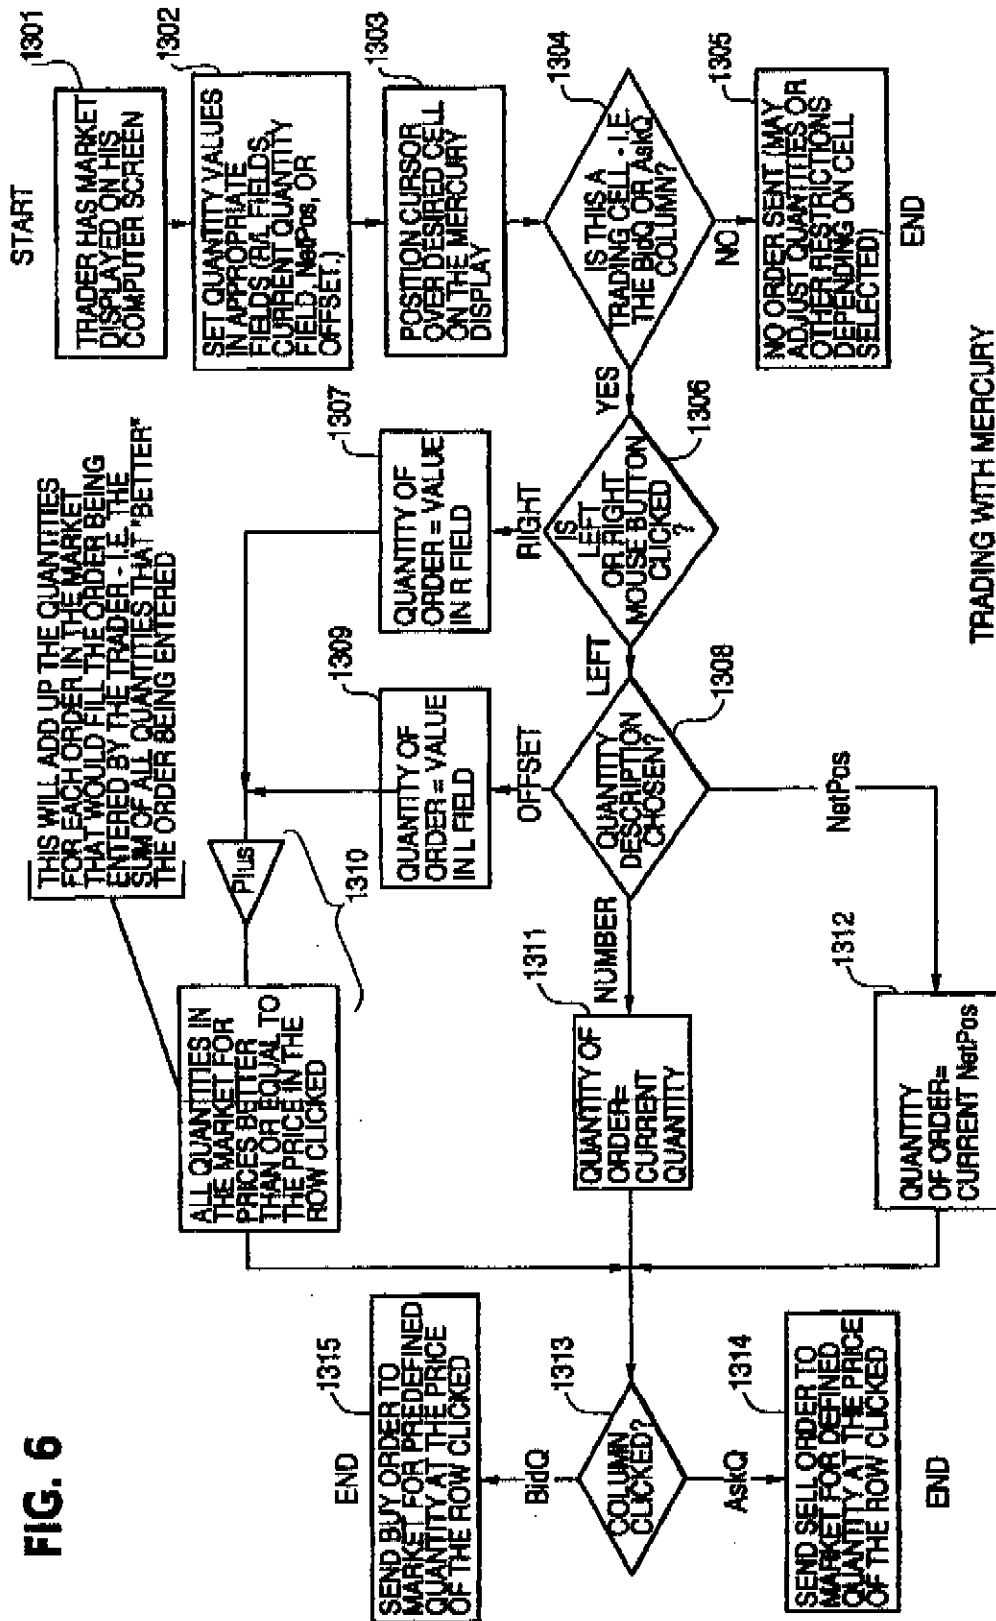 FIG. 6
START
1301
TRADER HAS MARKET
DISPLAYED ON HIS
COMPUTER SCREEN
1302
SET QUANTITY VALUES
IN APPROPRIATE
FIELDS (R/L FIELDS,
CURRENT QUANTITY
FIELD, NetPos, OR
OFFSET.)
1303
POSITION CURSOR
OVER DESIRED CELL
ON THE MERCURY
DISPLAY
1304
IS THIS A
TRADING CELL - I.E.
THE BidQ OR AskQ
COLUMN?
NO
1305
NO ORDER SENT (MAY
ADJUST QUANTITIES OR
OTHER RESTRICTIONS
DEPENDING ON CELL
SELECTED)
END
YES
1306
IS
LEFT
OR RIGHT
MOUSE BUTTON
CLICKED
?
RIGHT
1307
QUANTITY OF
ORDER = VALUE
IN R FIELD
LEFT
1308
QUANTITY
DESCRIPTION
CHOSEN?
OFFSET
1309
QUANTITY OF
ORDER = VALUE
IN L FIELD
Plus
1310
THIS WILL ADD UP THE QUANTITIES
FOR EACH ORDER IN THE MARKET
THAT WOULD FILL THE ORDER BEING
ENTERED BY THE TRADER - I.E. THE
SUM OF ALL QUANTITIES THAT "BETTER"
THE ORDER BEING ENTERED
ALL QUANTITIES IN
THE MARKET FOR
PRICES BETTER
THAN OR EQUAL TO
THE PRICE IN THE
ROW CLICKED
NUMBER
1311
QUANTITY OF
ORDER=
CURRENT
QUANTITY
NetPos
1312
QUANTITY
OF ORDER=
CURRENT NetPos
1313
COLUMN
CLICKED?
BidQ
1315
SEND BUY ORDER TO
MARKET FOR PREDEFINED
QUANTITY AT THE PRICE
OF THE ROW CLICKED
END
AskQ
1314
SEND SELL ORDER TO
MARKET FOR DEFINED
QUANTITY AT THE PRICE
OF THE ROW CLICKED
END
TRADING WITH MERCURY